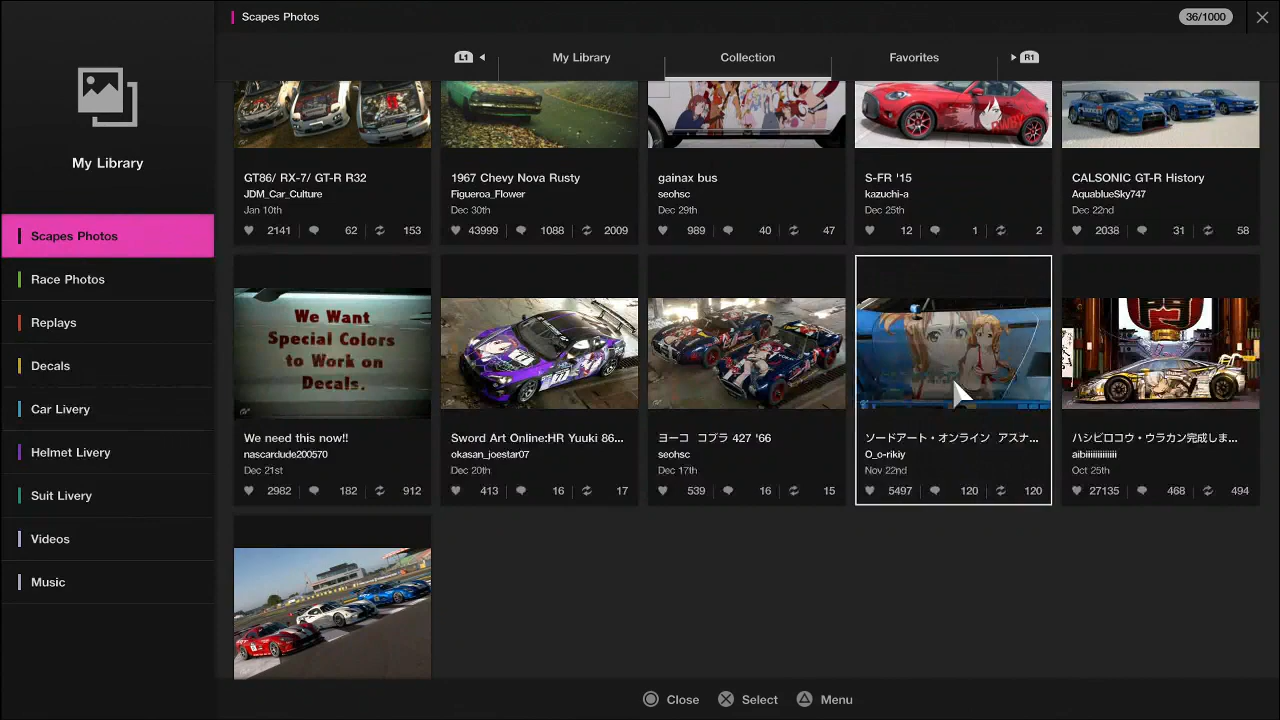 Scapes Photos
36/1000
My Library
L1
My Library
Collection
Favorites
R1
Scapes Photos
Race Photos
Replays
Decals
Car Livery
Helmet Livery
Suit Livery
Videos
Music
RWBY
GT86/ RX-7/ GT-R R32
JDM_Car_Culture
Jan 10th
2141 62 153
1967 Chevy Nova Rusty
Figueroa_Flower
Dec 30th
43999 1088 2009
gainax bus
seohsc
Dec 29th
989 40 47
S-FR '15
kazuchi-a
Dec 25th
12 1 2
CALSONIC GT-R History
AquablueSky747
Dec 22nd
2038 31 58
We Want
Special Colors
to Work on
Decals.
We need this now!!
nascardude200570
Dec 21st
2982 182 912
Sword Art Online:HR Yuuki 86...
okasan_joestar07
Dec 20th
413 16 17
ヨーコ コブラ 427 '66
seohsc
Dec 17th
539 16 15
ソードアート・オンライン アスナ...
O_o-rikiy
Nov 22nd
5497 120 120
ハシビロコウ・ウラカン完成しま...
Oct 25th
27135 468 494
Close
Select
Menu